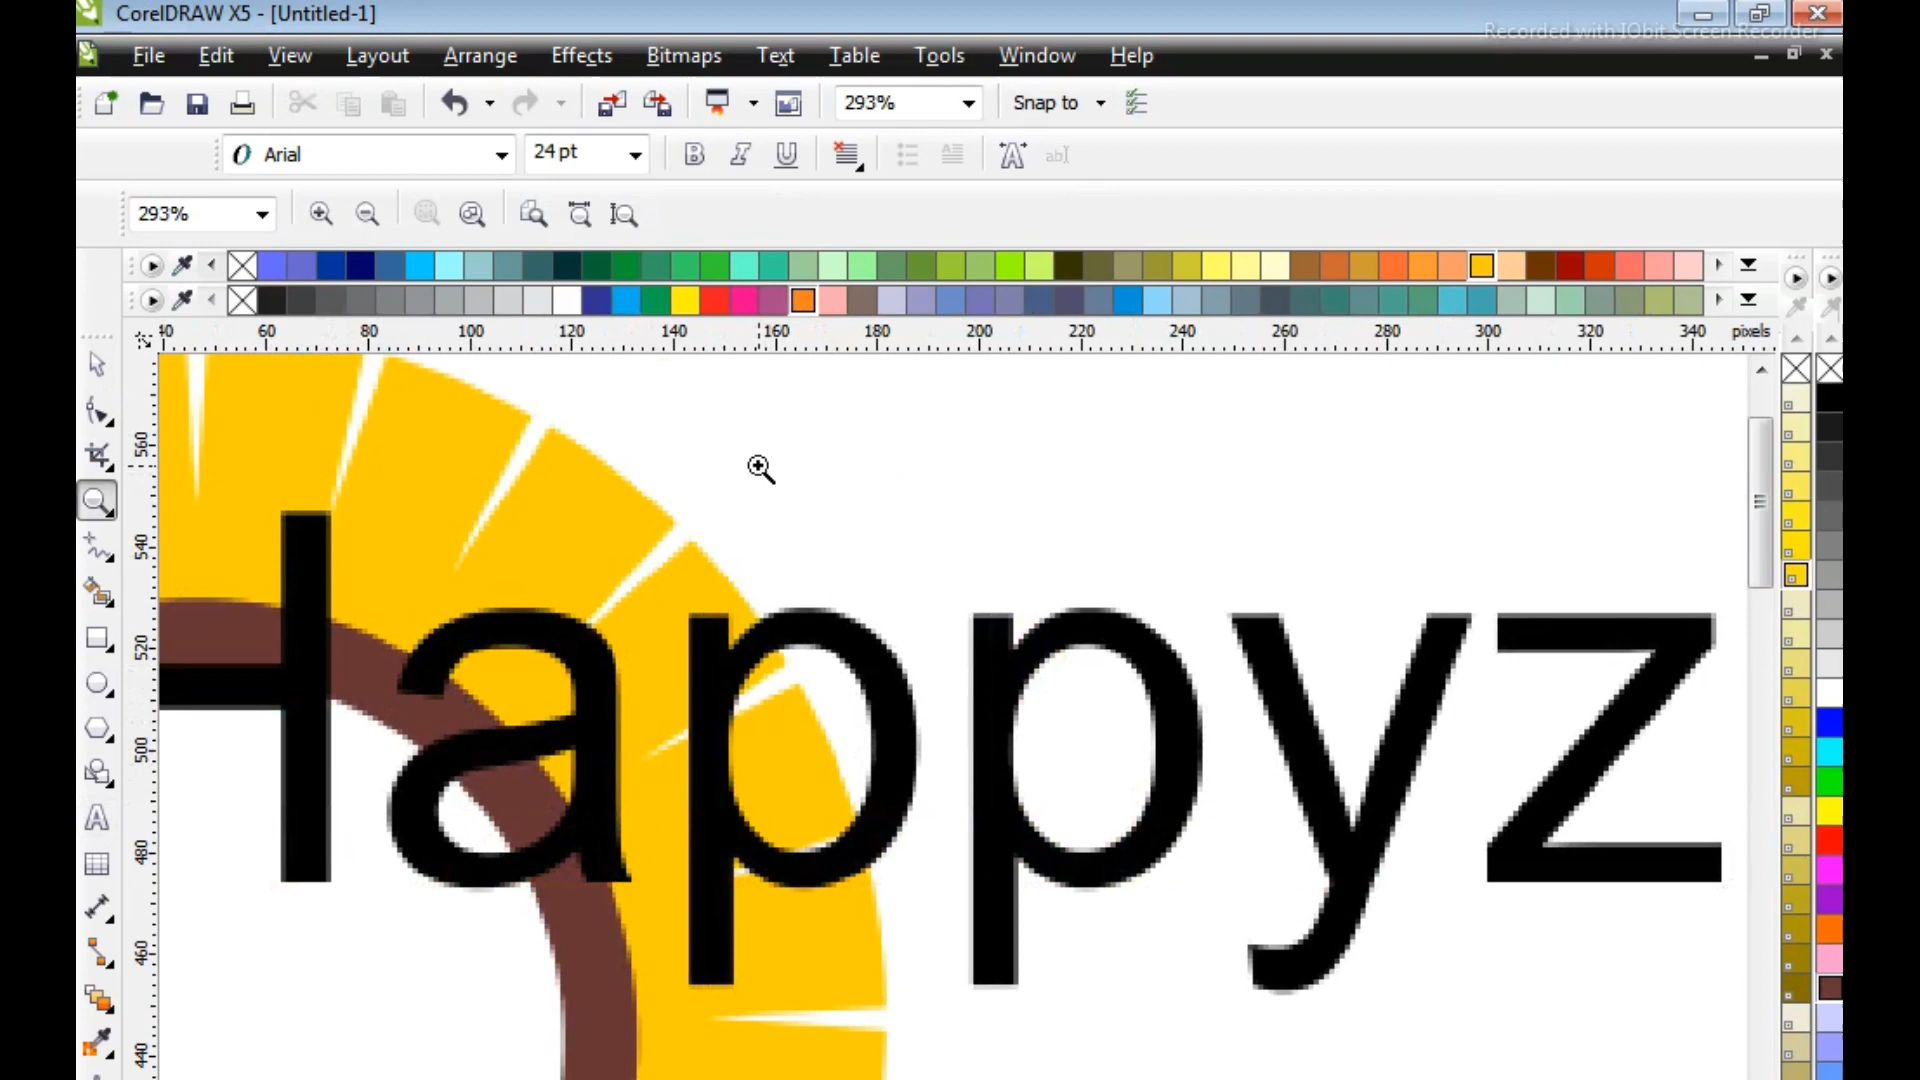 CorelDRAW X5 - [Untitled-1]
Recorded with IObit Screen Recorder
File Edit View Layout Arrange Effects Bitmaps Text Table Tools Window Help
293% Snap to
O Arial 24 pt B I U A ab
293%
40 60 80 100 120 140 160 180 200 220 240 260 280 300 320 340 pixels
560
540
520
500
480
460
440
Happyz
A